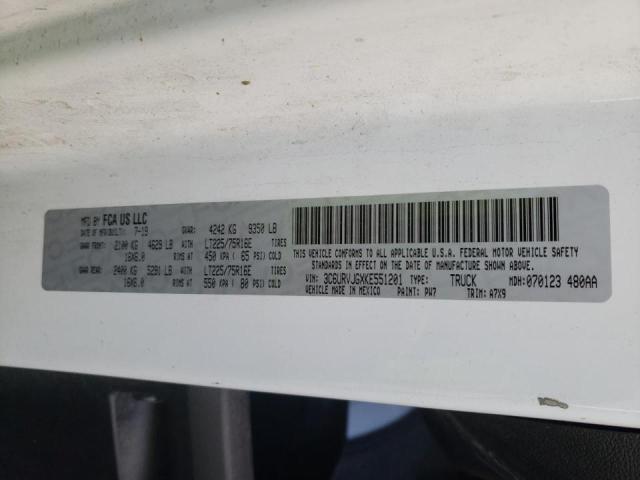 MFD BY FCA US LLC
DATE OF MFR(BUILT): 7-19 GVWR: 4242 KG 9350 LB
GAWR FRONT: 2100 KG 4629 LB WITH LT225/75R16E TIRES
16X6.0 RIMS AT 450 KPA ( 65 PSI) COLD
GAWR REAR: 2400 KG 5291 LB WITH LT225/75R16E TIRES
16X6.0 RIMS AT 550 KPA ( 80 PSI) COLD
THIS VEHICLE CONFORMS TO ALL APPLICABLE U.S.A. FEDERAL MOTOR VEHICLE SAFETY
STANDARDS IN EFFECT ON THE DATE OF MANUFACTURE SHOWN ABOVE.
VIN: 3C6URVJGXKE551201 TYPE: TRUCK MDH: 070123 480AA
VEHICLE MADE IN MEXICO PAINT: PW7 TRIM: A7X9